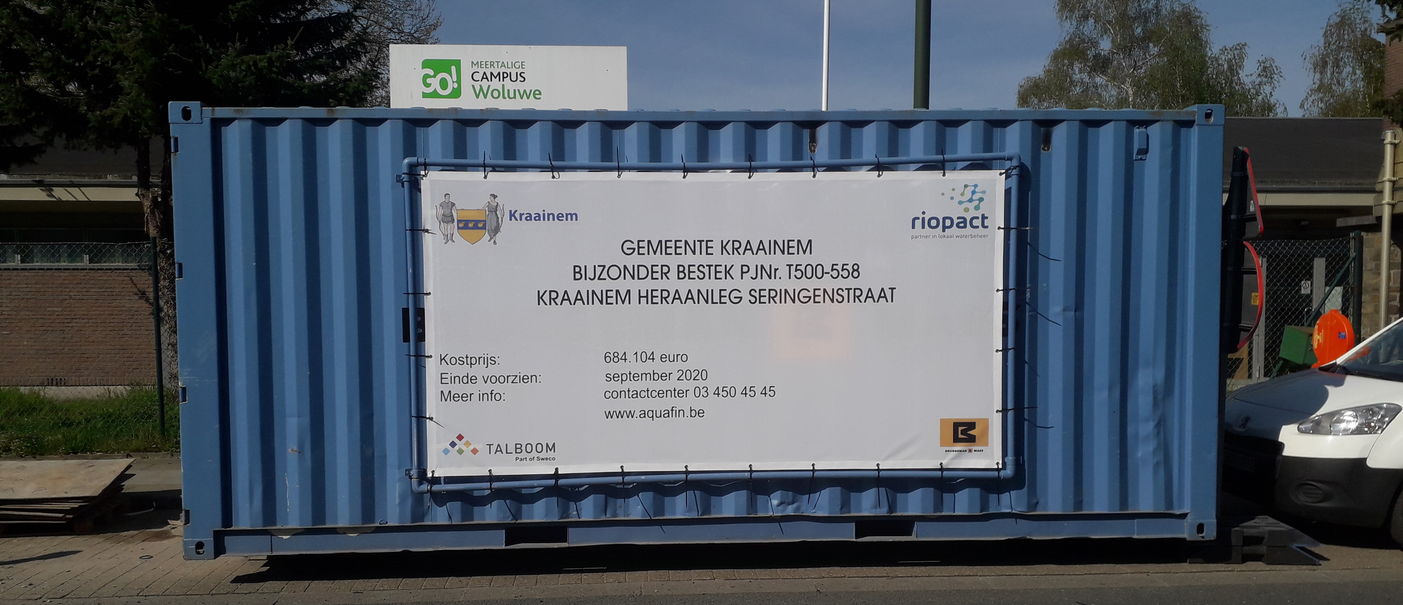 GO!
MEERTALIGE
CAMPUS
Woluwe
Kraainem
riopact
partner in lokaal waterbeheer
GEMEENTE KRAAINEM
BIJZONDER BESTEK PJNr. T500-558
KRAAINEM HERAANLEG SERINGENSTRAAT
Kostprijs: 684.104 euro
Einde voorzien: september 2020
Meer info: contactcenter 03 450 45 45
www.aquafin.be
TALBOOM
Part of Sweco